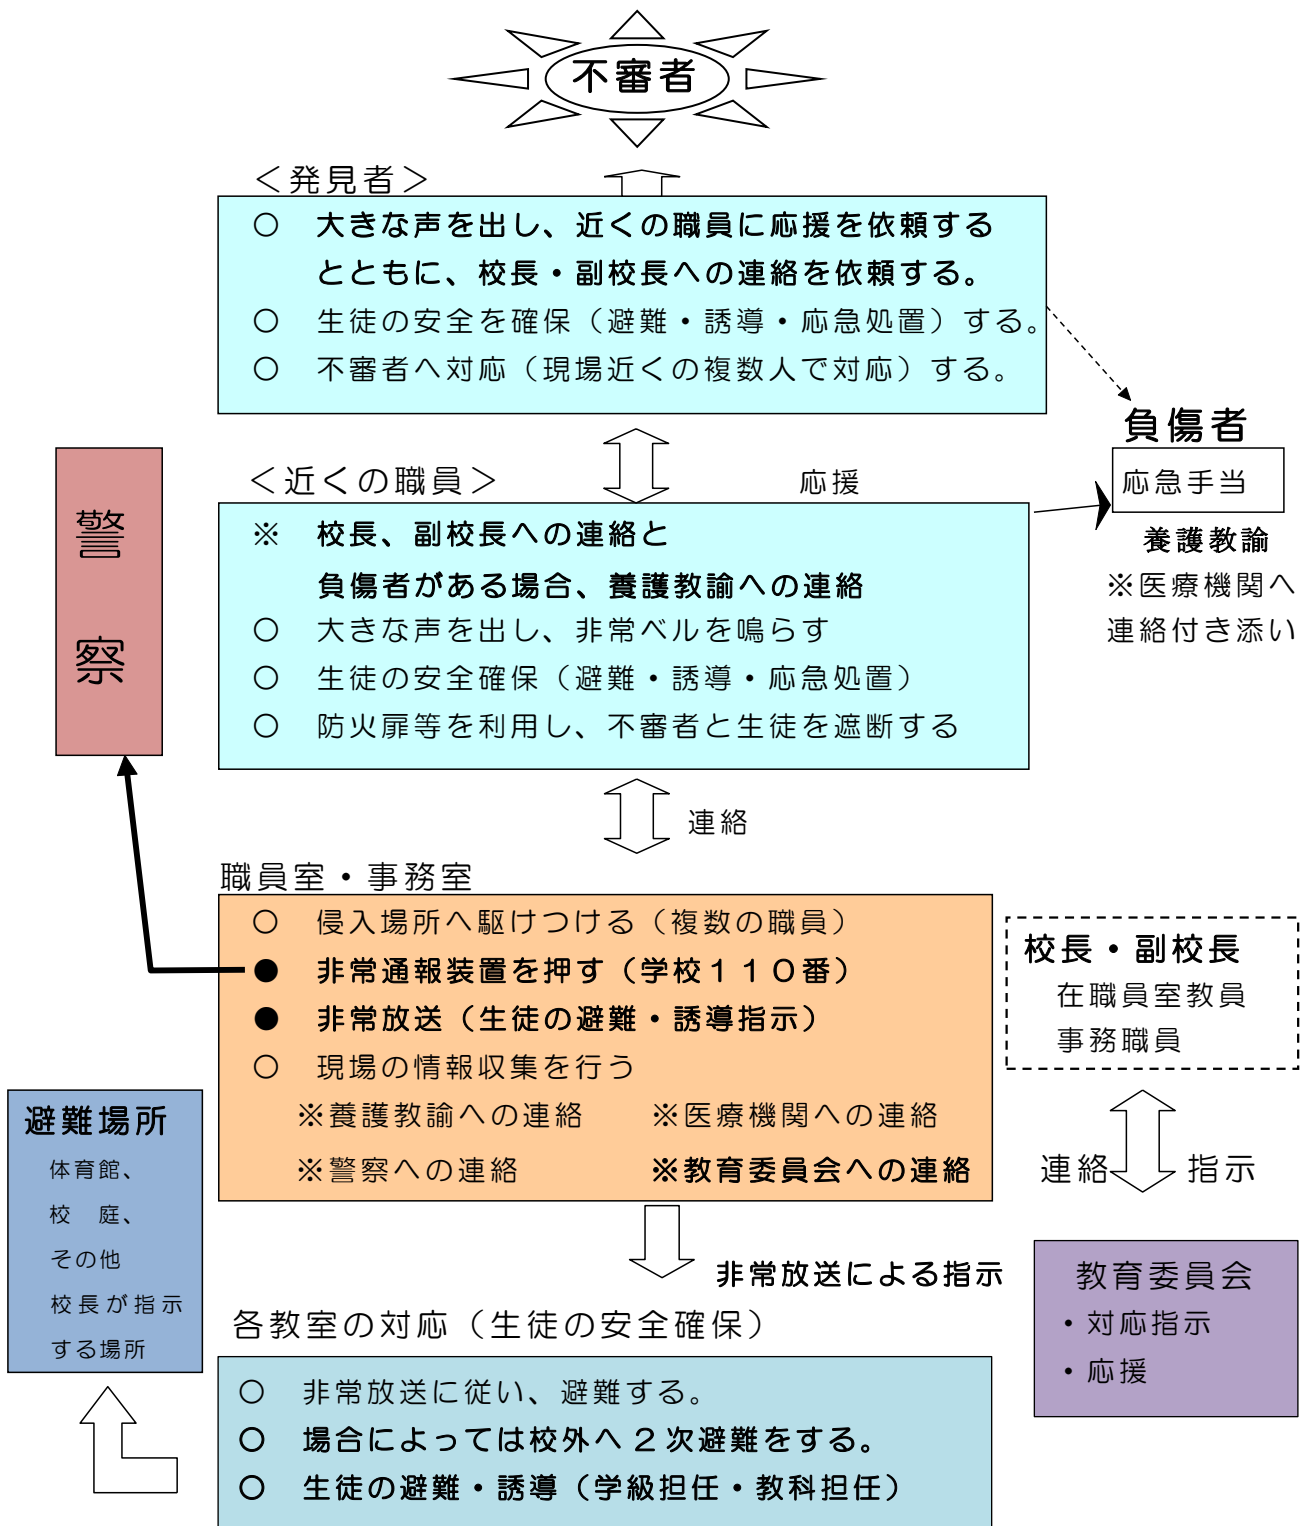 不審者
＜発見者＞
○　大きな声を出し、近くの職員に応援を依頼する
とともに、校長・副校長への連絡を依頼する。
○　生徒の安全を確保（避難・誘導・応急処置）する。
○　不審者へ対応（現場近くの複数人で対応）する。
負傷者
応急手当
養護教諭
※医療機関へ
連絡付き添い
警
察
＜近くの職員＞
応援
※　校長、副校長への連絡と
負傷者がある場合、養護教諭への連絡
○　大きな声を出し、非常ベルを鳴らす
○　生徒の安全確保（避難・誘導・応急処置）
○　防火扉等を利用し、不審者と生徒を遮断する
連絡
職員室・事務室
○　侵入場所へ駆けつける（複数の職員）
●　非常通報装置を押す（学校１１０番）
●　非常放送（生徒の避難・誘導指示）
○　現場の情報収集を行う
※養護教諭への連絡　※医療機関への連絡
※警察への連絡　※教育委員会への連絡
校長・副校長
在職員室教員
事務職員
連絡　指示
教育委員会
・対応指示
・応援
避難場所
体育館、
校　庭、
その他
校長が指示
する場所
非常放送による指示
各教室の対応（生徒の安全確保）
○　非常放送に従い、避難する。
○　場合によっては校外へ２次避難をする。
○　生徒の避難・誘導（学級担任・教科担任）